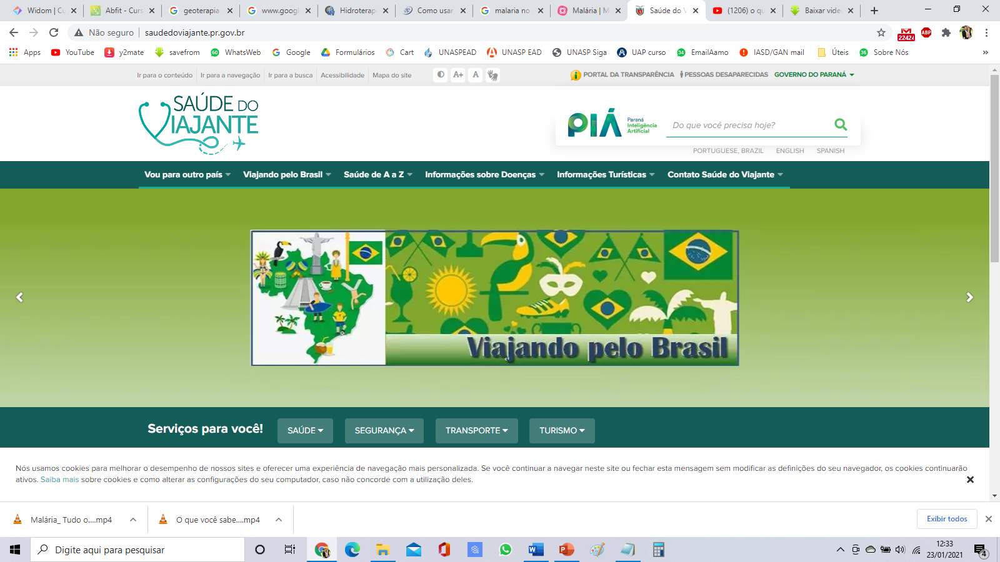 Widom | Cu
Abfit - Curs
geoterapia
www.googl
Hidroterap
Como usar
malaria no
Malária | M
Saúde do V
(1206) o qu
Baixar vide
Não seguro
saudedoviajante.pr.gov.br
22424
ABP
Apps
YouTube
y2mate
savefrom
60
WhatsWeb
Google
Formulários
Cart
UNASPEAD
UNASP EAD
UNASP Siga
UAP curso
34
EmailAamo
IASD/GAN mail
Úteis
36
Sobre Nós
»
Ir para o conteúdo
Ir para a navegação
Ir para a busca
Acessibilidade
Mapa do site
A+
A
PORTAL DA TRANSPARÊNCIA
PESSOAS DESAPARECIDAS
GOVERNO DO PARANÁ
SAÚDE DO
VIAJANTE
PIÁ
Paraná
Inteligência
Artificial
Do que você precisa hoje?
PORTUGUESE, BRAZIL
ENGLISH
SPANISH
Vou para outro país
Viajando pelo Brasil
Saúde de A a Z
Informações sobre Doenças
Informações Turísticas
Contato Saúde do Viajante
Viajando pelo Brasil
Serviços para você!
SAÚDE
SEGURANÇA
TRANSPORTE
TURISMO
Nós usamos cookies para melhorar o desempenho de nossos sites e oferecer uma experiência de navegação mais personalizada. Se você continuar a navegar neste site ou fechar esta mensagem sem modificar as definições do seu navegador, os cookies continuarão
ativos. Saiba mais sobre cookies e como alterar as configurações do seu computador, caso não concorde com a utilização deles.
Malária_ Tudo o....mp4
O que você sabe....mp4
Exibir todos
Digite aqui para pesquisar
12:33
23/01/2021
4